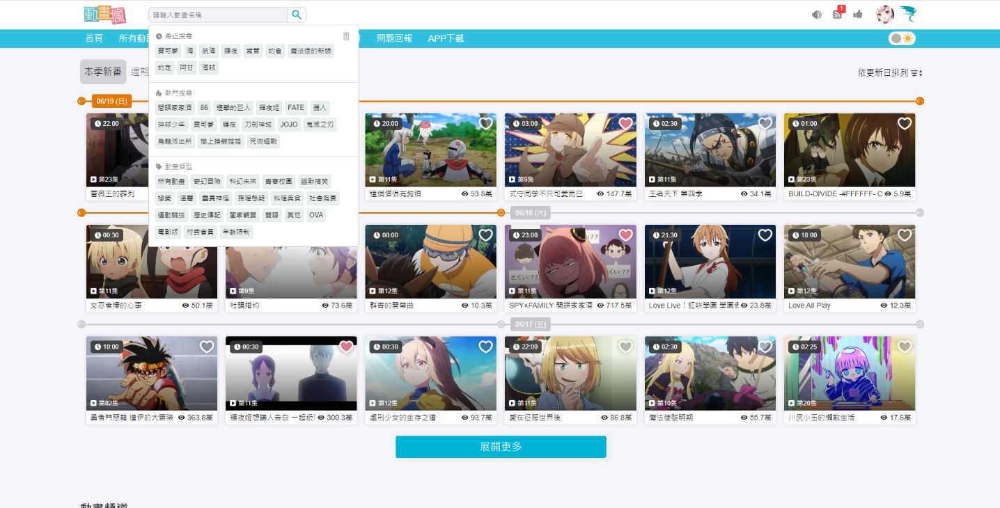 動畫瘋
請輸入動畫名稱
1
首頁 所有動畫
問題回報 APP下載
最近搜尋
寶可夢 海 航海 輝夜 肯普 約會 魔法使的新娘
約定 阿甘 海賊
熱門搜尋
間諜家家酒 86 進擊的巨人 輝夜姬 FATE 獵人
排球少年 寶可夢 輝夜 刀劍神域 JOJO 鬼滅之刃
烏龍派出所 戀上換裝娃娃 咒術迴戰
動畫類型
所有動畫 奇幻冒險 科幻未來 青春校園 幽默搞笑
戀愛 溫馨 靈異神怪 推理懸疑 料理美食 社會寫實
運動競技 歷史傳記 闔家觀賞 雙語 其他 OVA
電影版 付費會員 年齡限制
本季新番 週期
依更新日排列
06/19 (日)
22:00
第23集
薔薇王的葬列
20:00
第11集
這個僧侶有夠煩 53.8萬
03:00
第9集
式守同學不只可愛而已 147.7萬
02:30
第11集
王者天下 第四季 34.1萬
01:00
第23集
BUILD-DIVIDE -#FFFFFF- C 5.9萬
06/18 (六)
00:30
第11集
女忍者椿的心事 50.1萬
第9集
社長，婚約 73.6萬
00:00
第12集
群青的開幕曲 10.3萬
とくい:??
とくい:??
23:00
第11集
SPY×FAMILY 間諜家家酒 717.5萬
21:30
第12集
Love Live！虹咲學園 學園偶 23.8萬
18:00
第12集
Love All Play 12.3萬
06/17 (五)
10:00
第82集
勇者鬥惡龍 達伊的大冒險 363.8萬
00:30
第11集
輝夜姬想讓人告白 一超級浪 300.3萬
00:30
第12集
處刑少女的生存之道 93.7萬
22:00
第11集
愛在征服世界後 86.8萬
02:30
第10集
魔法使黎明期 55.7萬
02:25
第20集
川尻小玉的懶散生活 17.6萬
展開更多
動畫頻道